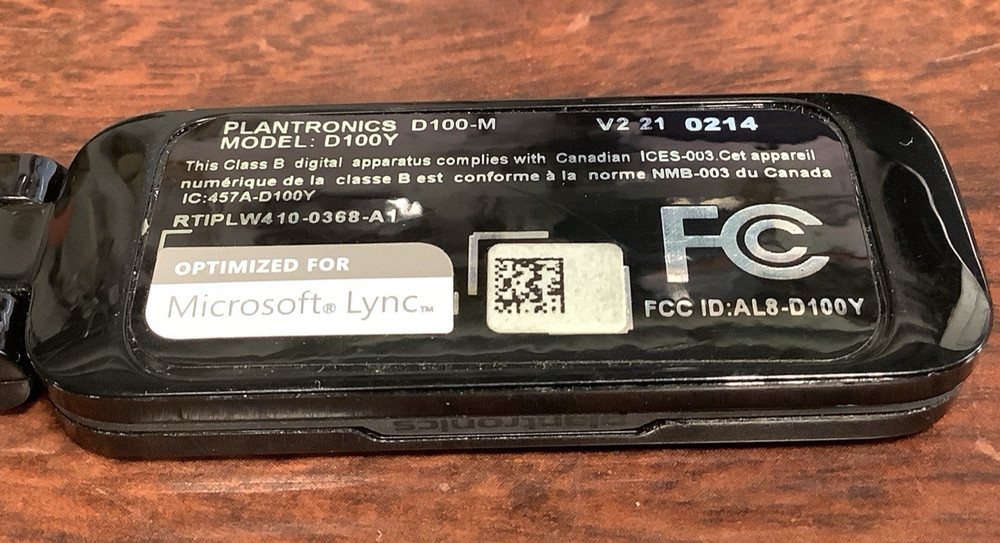 PLANTRONICS D100-M V2 21 0214
MODEL: D100Y
This Class B digital apparatus complies with Canadian ICES-003.Cet appareil
numérique de la classe B est conforme à la norme NMB-003 du Canada
IC:457A-D100Y
RTIPLW410-0368-A1
OPTIMIZED FOR
Microsoft® Lync™
FC
FCC ID:AL8-D100Y
plantronics